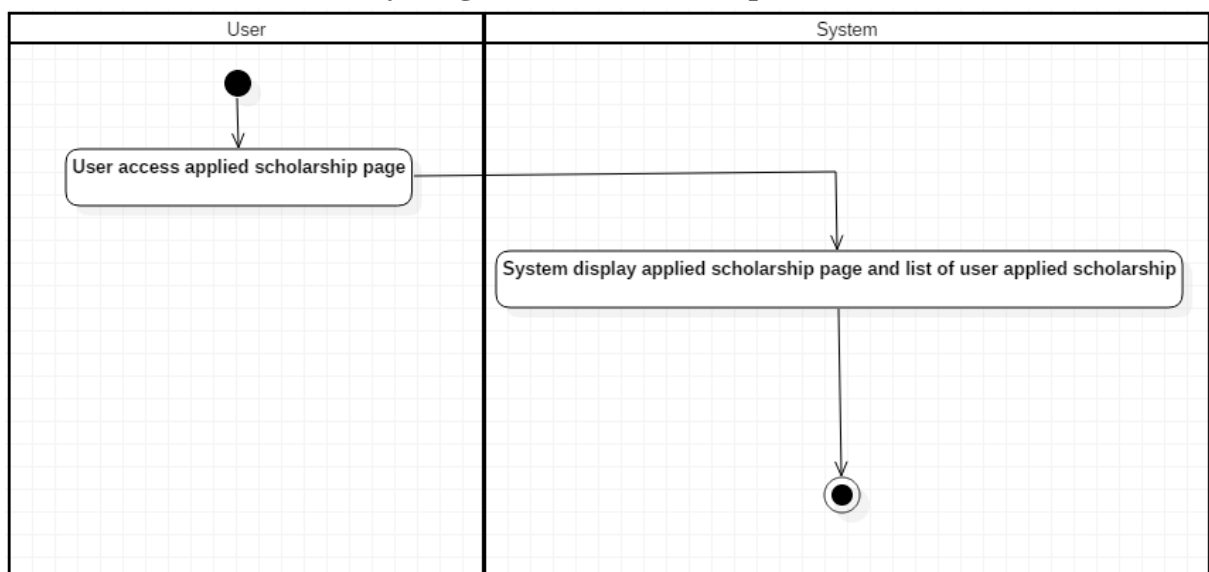 User
System
User access applied scholarship page
System display applied scholarship page and list of user applied scholarship